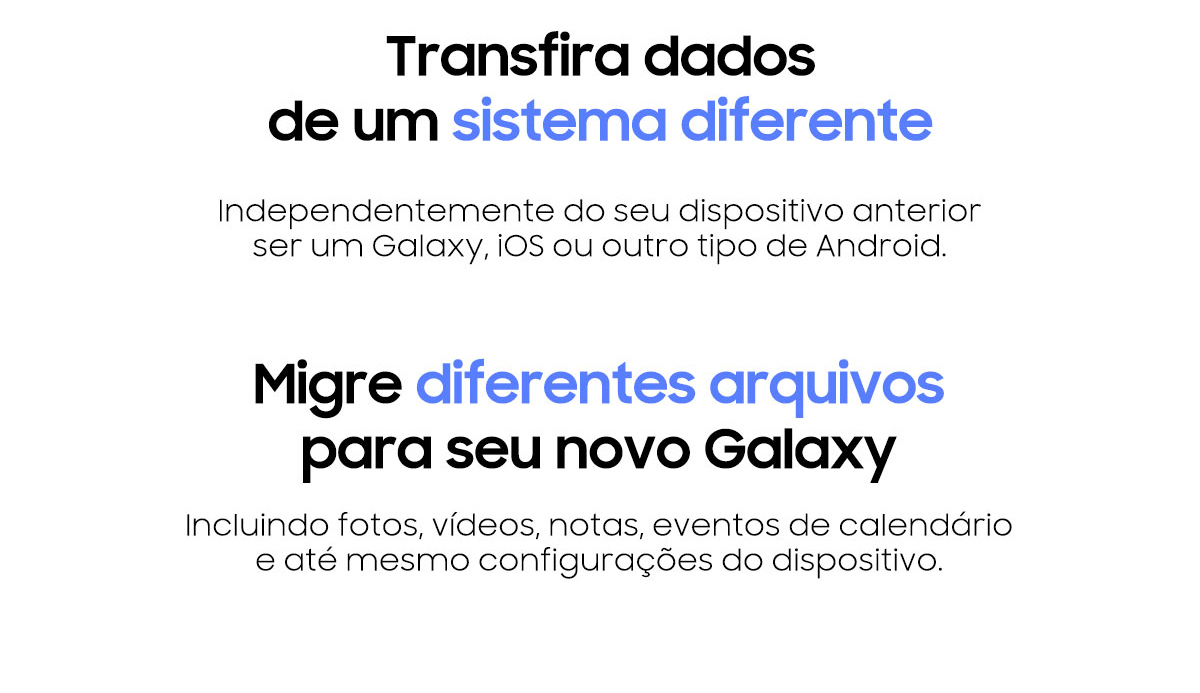 Transfira dados
de um sistema diferente
Independentemente do seu dispositivo anterior
ser um Galaxy, iOS ou outro tipo de Android.
Migre diferentes arquivos
para seu novo Galaxy
Incluindo fotos, vídeos, notas, eventos de calendário
e até mesmo configurações do dispositivo.